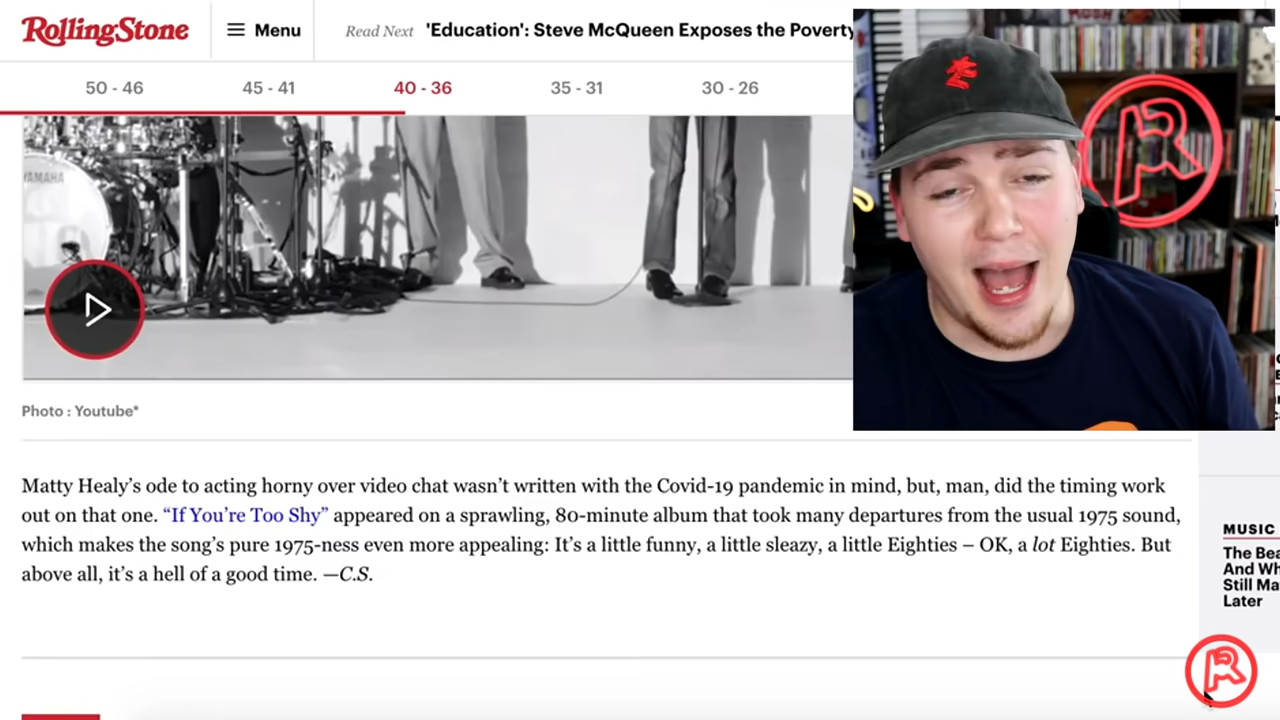 RollingStone
Menu
Read Next 'Education': Steve McQueen Exposes the Poverty
50 - 46
45 - 41
40 - 36
35 - 31
30 - 26
YAMAHA
Photo : Youtube*
Matty Healy’s ode to acting horny over video chat wasn’t written with the Covid-19 pandemic in mind, but, man, did the timing work
out on that one. “If You’re Too Shy” appeared on a sprawling, 80-minute album that took many departures from the usual 1975 sound,
which makes the song’s pure 1975-ness even more appealing: It’s a little funny, a little sleazy, a little Eighties – OK, a lot Eighties. But
above all, it’s a hell of a good time. —C.S.
MUSIC
The Bea
And Wh
Still Ma
Later
R
R